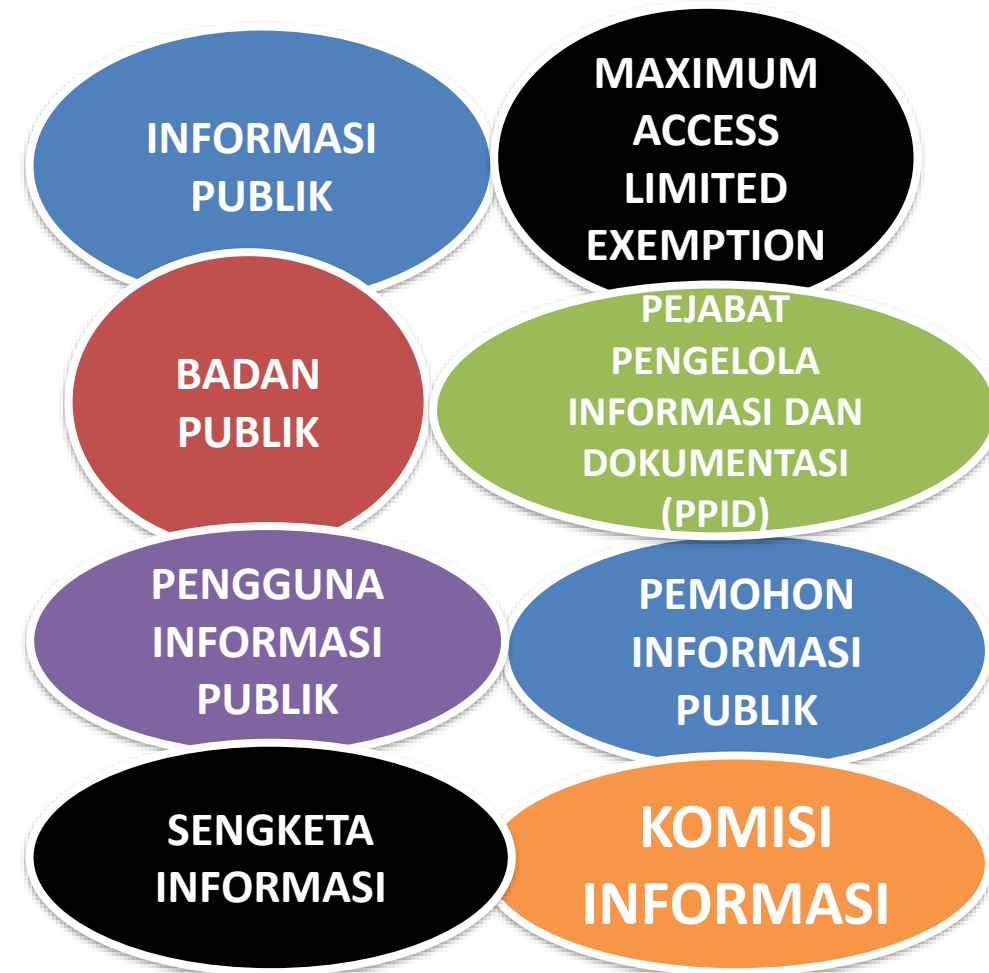 INFORMASI
PUBLIK
MAXIMUM
ACCESS
LIMITED
EXEMPTION
BADAN
PUBLIK
PEJABAT
PENGELOLA
INFORMASI DAN
DOKUMENTASI
(PPID)
PENGGUNA
INFORMASI
PUBLIK
PEMOHON
INFORMASI
PUBLIK
SENGKETA
INFORMASI
KOMISI
INFORMASI